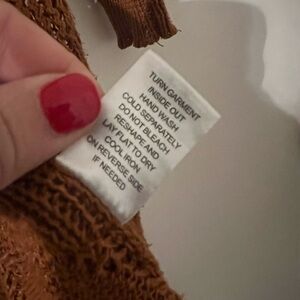 TURN GARMENT
INSIDE OUT
HAND WASH
COLD SEPARATELY
DO NOT BLEACH
RESHAPE AND
LAY FLAT TO DRY
COOL IRON
ON REVERSE SIDE
IF NEEDED